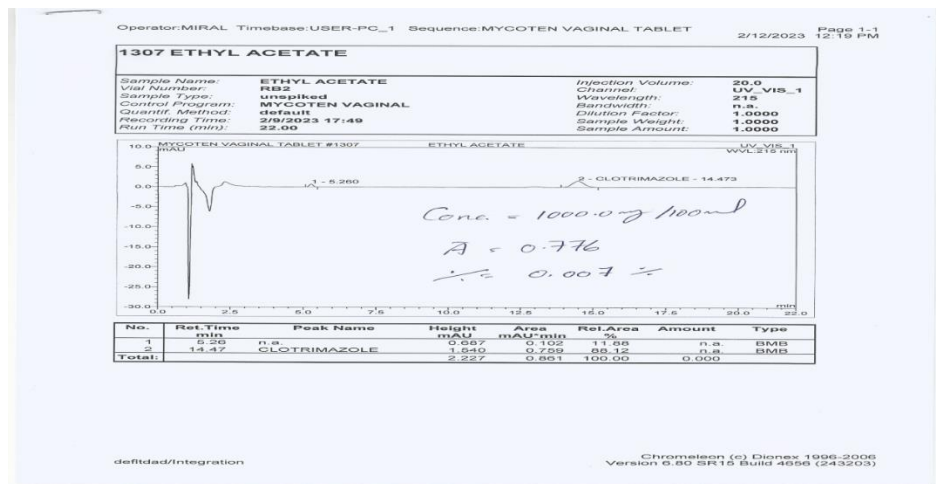 Operator:MIRAL Timebase:USER-PC_1 Sequence:MYCOTEN VAGINAL TABLET
Page 1-1
2/12/2023 12:19 PM
1307 ETHYL ACETATE
Sample Name: ETHYL ACETATE Injection Volume: 20.0
Vial Number: RB2 Channel: UV_VIS_1
Sample Type: unspiked Wavelength: 215
Control Program: MYCOTEN VAGINAL Bandwidth: n.a.
Quantif. Method: default Dilution Factor: 1.0000
Recording Time: 2/9/2023 17:49 Sample Weight: 1.0000
Run Time (min): 22.00 Sample Amount: 1.0000
10.0 MYCOTEN VAGINAL TABLET #1307 ETHYL ACETATE UV_VIS_1
mAU WVL:215 nm
5.0
0.0 1 - 5.260 2 - CLOTRIMAZOLE - 14.473
-5.0
Conc. = 1000.0 mg /100ml
-10.0
-15.0
A = 0.776
-20.0
÷ = 0.007 ÷
-25.0
-30.0 min
0.0 2.5 5.0 7.5 10.0 12.5 15.0 17.5 20.0 22.0
No. Ret.Time Peak Name Height Area Rel.Area Amount Type
min mAU mAU*min %
1 5.26 n.a. 0.687 0.102 11.88 n.a. BMB
2 14.47 CLOTRIMAZOLE 1.540 0.759 88.12 n.a. BMB
Total: 2.227 0.861 100.00 0.000
defltdad/Integration
Chromeleon (c) Dionex 1996-2006
Version 6.80 SR15 Build 4656 (243203)